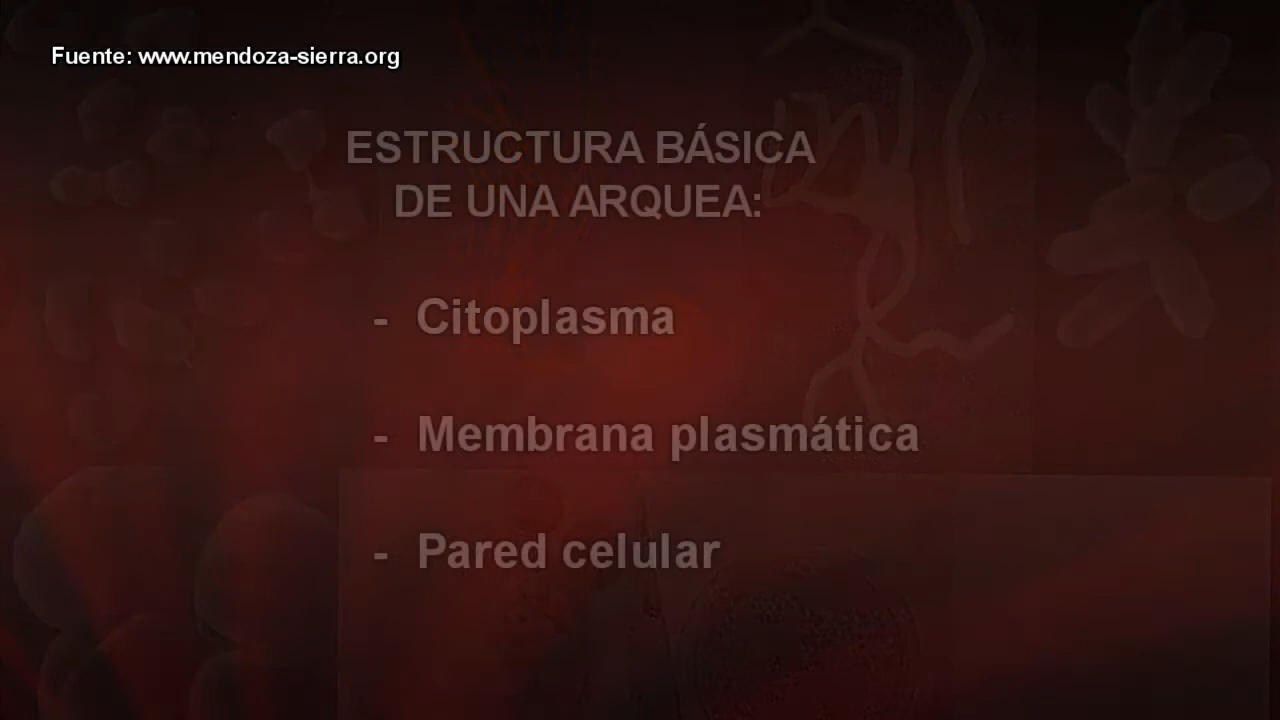 Fuente: www.mendoza-sierra.org
ESTRUCTURA BÁSICA
DE UNA ARQUEA:
- Citoplasma
- Membrana plasmática
- Pared celular